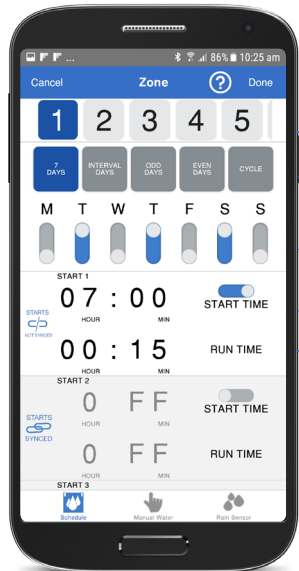 86% 10:25 am
Cancel Zone ? Done
1 2 3 4 5
7 DAYS INTERVAL DAYS ODD DAYS EVEN DAYS CYCLE
M T W T F S S
START 1
07:00 START TIME
HOUR MIN
STARTS
NOT SYNCED
00:15 RUN TIME
HOUR MIN
START 2
0 FF START TIME
HOUR MIN
STARTS
SYNCED
0 FF RUN TIME
HOUR MIN
START 3
Schedule Manual Water Rain Sensor